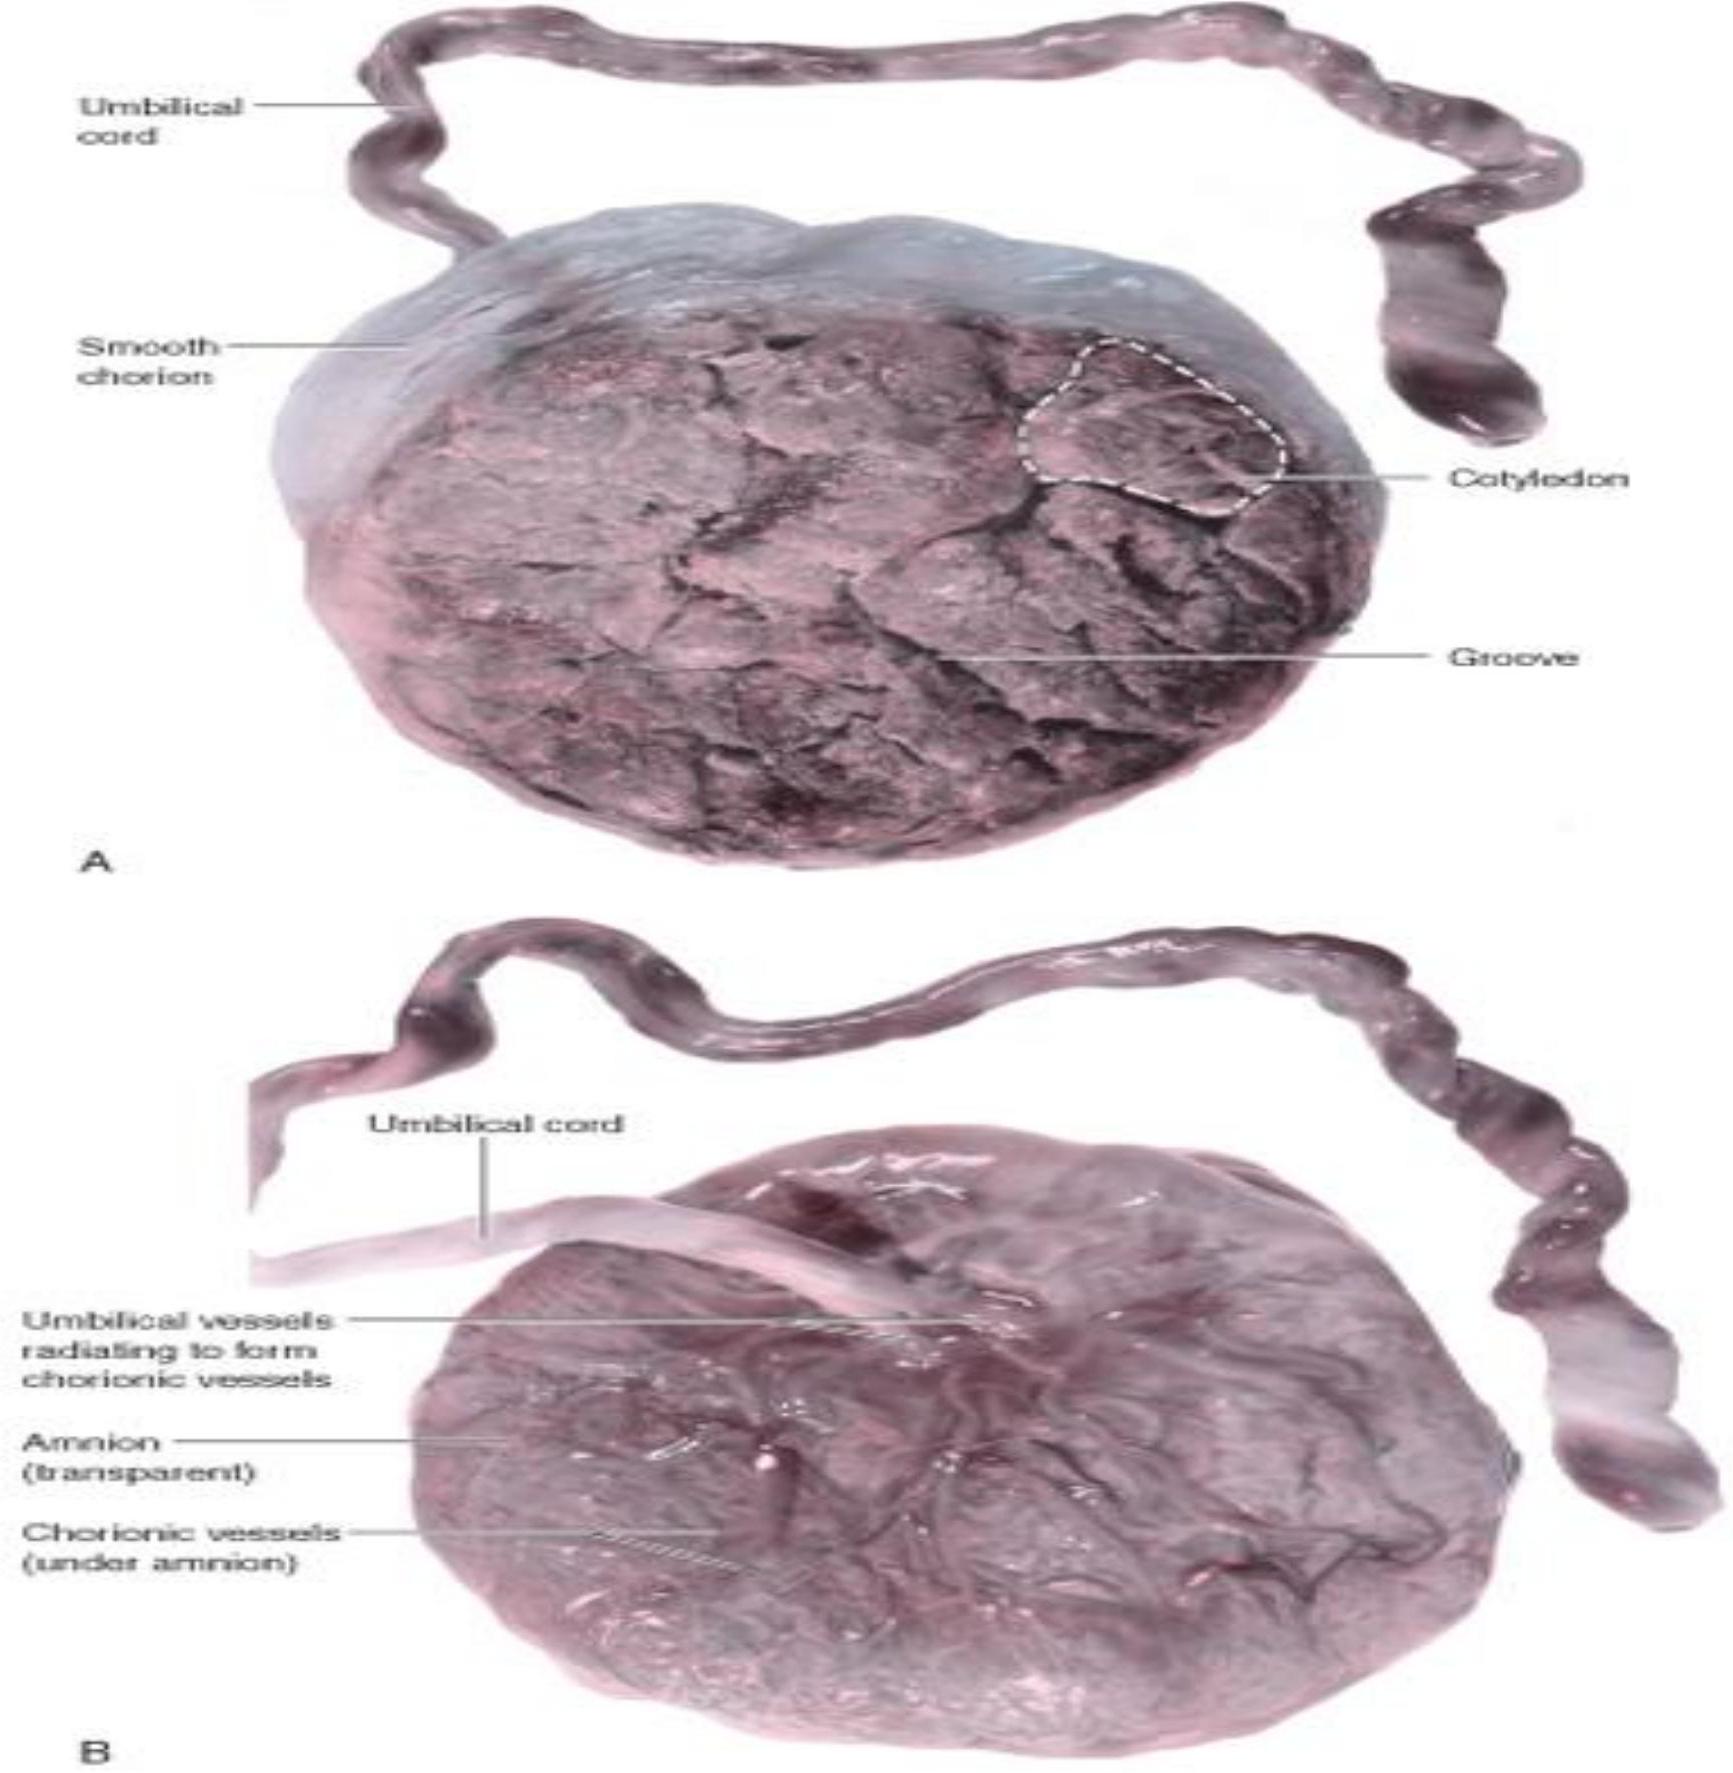 Umbilical
cord
Smooth
chorion
Cotyledon
Groove
A
Umbilical cord
Umbilical vessels
radiating to form
chorionic vessels
Amnion
(transparent)
Chorionic vessels
(under amnion)
B